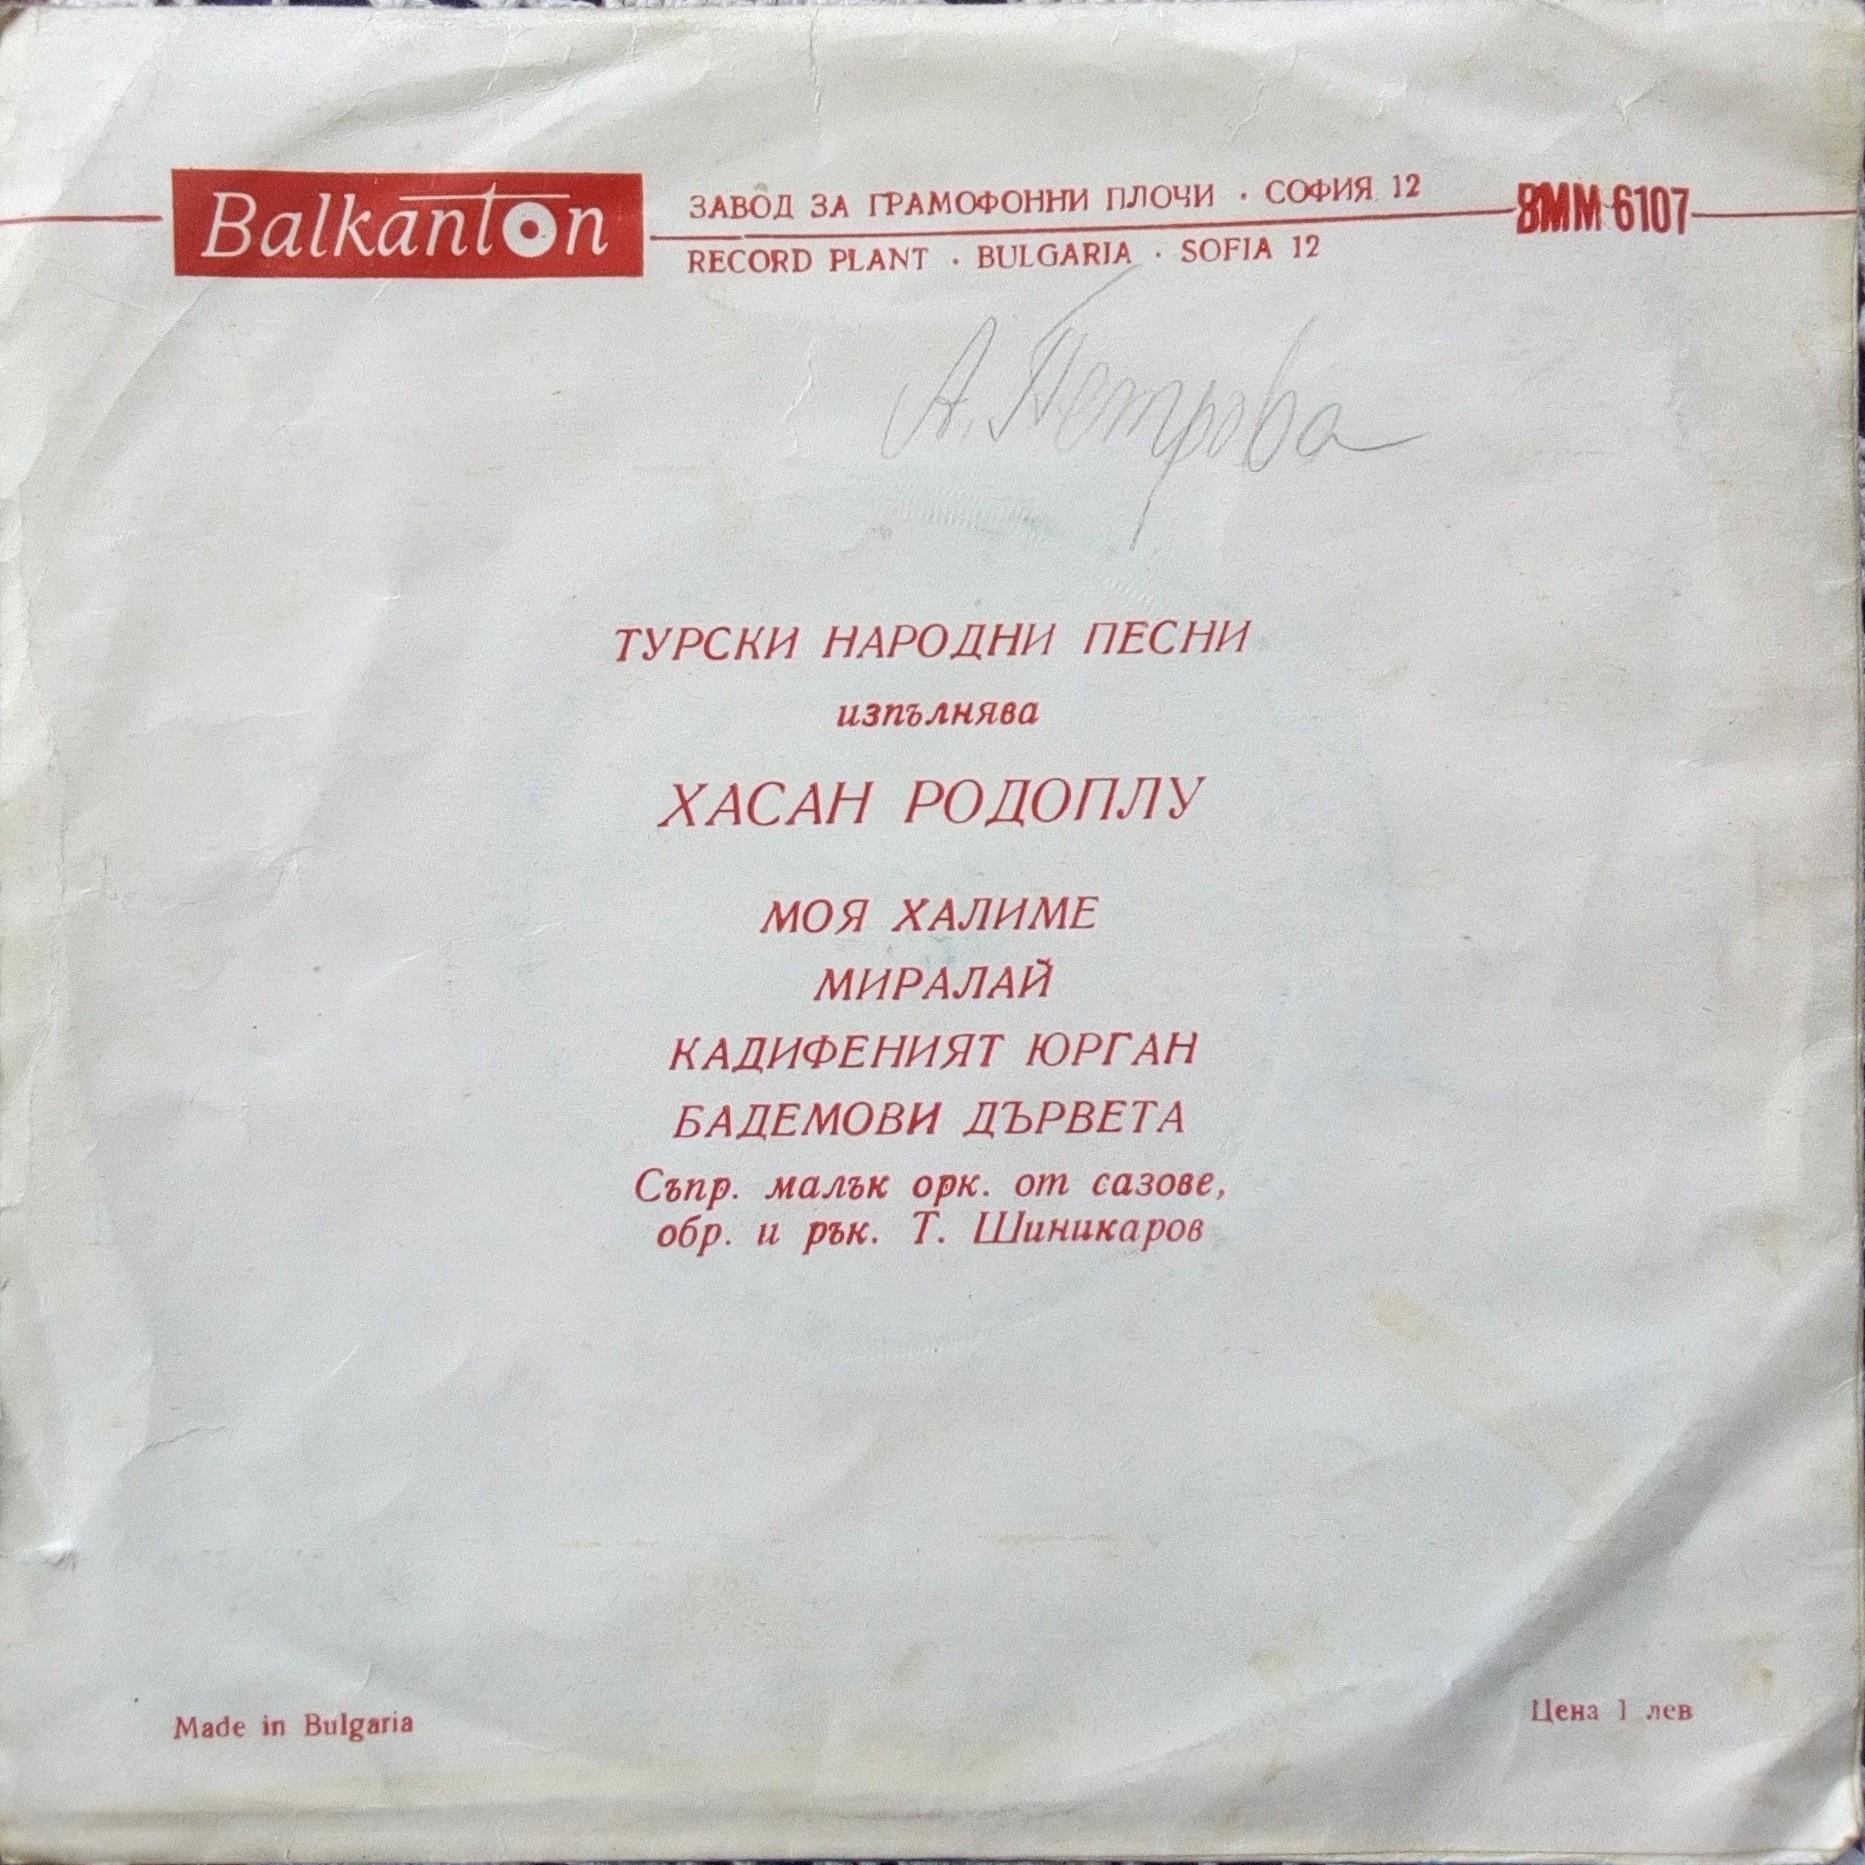 Balkanton
ЗАВОД ЗА ГРАМОФОННИ ПЛОЧИ · СОФИЯ 12
RECORD PLANT · BULGARIA · SOFIA 12
ВММ 6107
А. Петрова
ТУРСКИ НАРОДНИ ПЕСНИ
изпълнява
ХАСАН РОДОПЛУ
МОЯ ХАЛИМЕ
МИРАЛАЙ
КАДИФЕНИЯТ ЮРГАН
БАДЕМОВИ ДЪРВЕТА
Съпр. малък орк. от сазове,
обр. и рък. Т. Шиникаров
Made in Bulgaria
Цена 1 лев